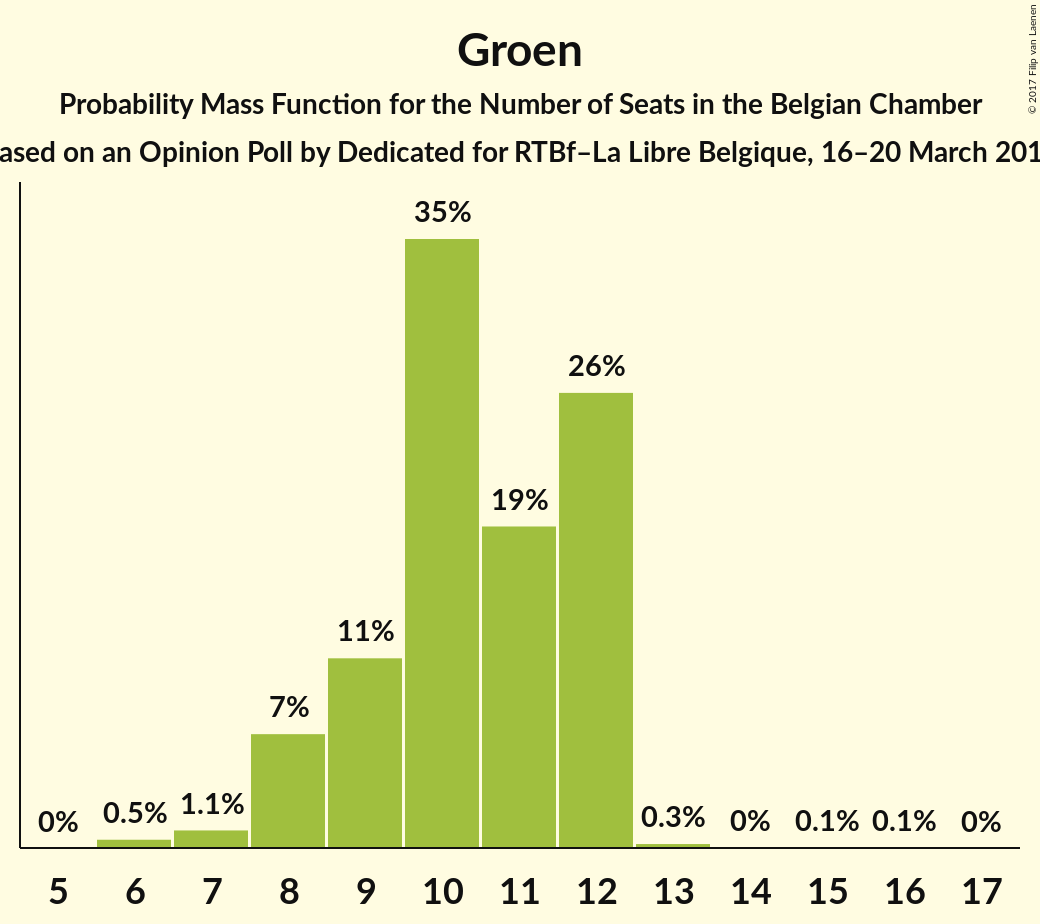 Groen
Probability Mass Function for the Number of Seats in the Belgian Chamber
ased on an Opinion Poll by Dedicated for RTBf–La Libre Belgique, 16–20 March 201
© 2017 Filip van Laenen
35%
26%
19%
11%
7%
0% 0.5% 1.1% 0.3% 0% 0.1% 0.1% 0%
5 6 7 8 9 10 11 12 13 14 15 16 17